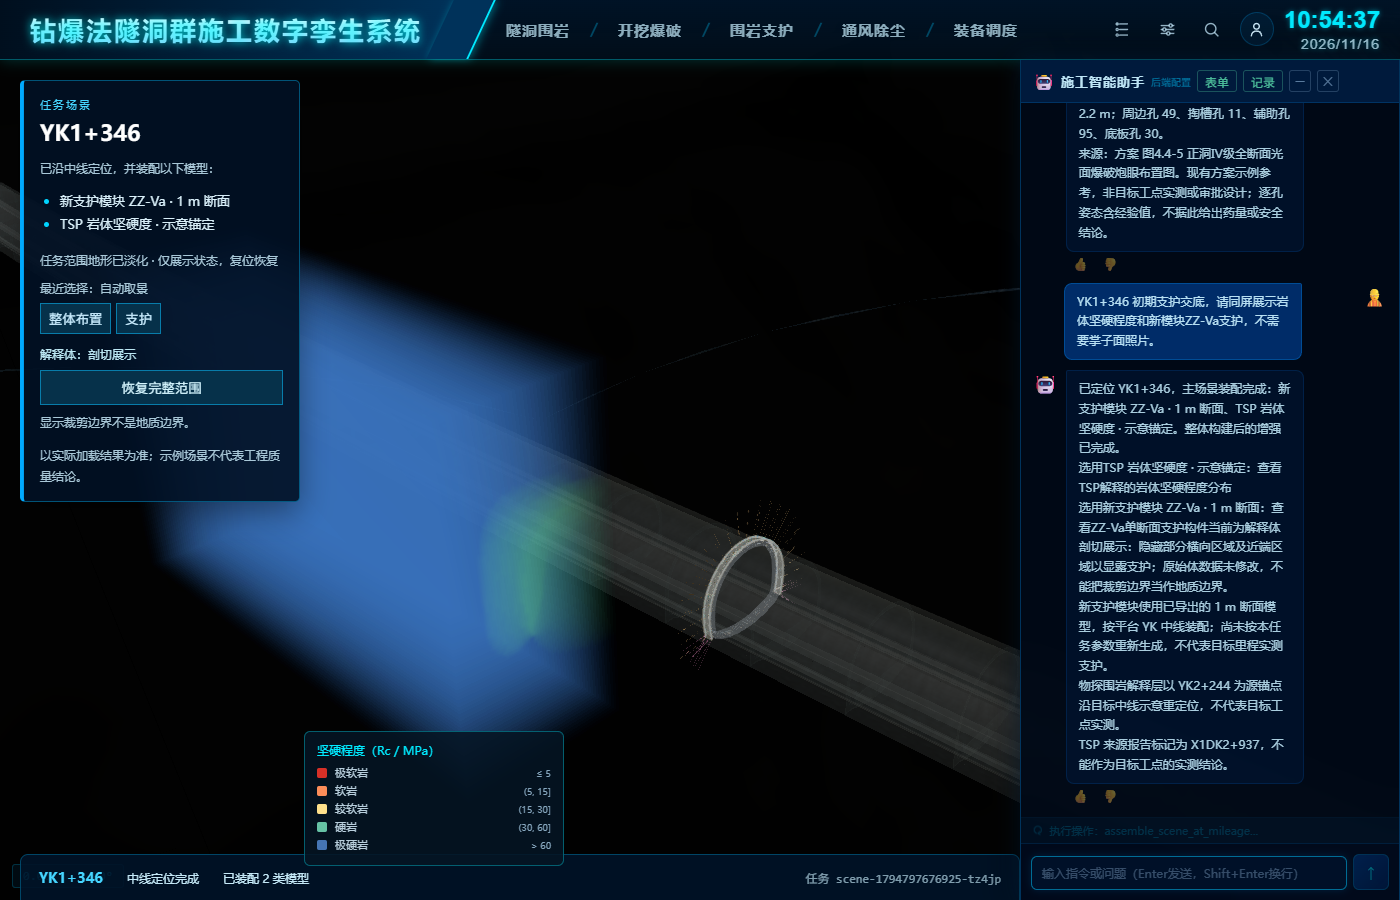 钻爆法隧洞群施工数字孪生系统
隧洞围岩 / 开挖爆破 / 围岩支护 / 通风除尘 / 装备调度
10:54:37
2026/11/16
任务场景
YK1+346
已沿中线定位，并装配以下模型：
新支护模块 ZZ-Va · 1 m 断面
TSP 岩体坚硬度 · 示意锚定
任务范围地形已淡化 · 仅展示状态，复位恢复
最近选择：自动取景
整体布置 支护
解释体：剖切展示
恢复完整范围
显示裁剪边界不是地质边界。
以实际加载结果为准；示例场景不代表工程质
量结论。
坚硬程度（Rc / MPa）
极软岩 ≤ 5
软岩 (5, 15]
较软岩 (15, 30]
硬岩 (30, 60]
极硬岩 > 60
YK1+346 中线定位完成 已装配 2 类模型 任务 scene-1794797676925-tz4jp
施工智能助手 后端配置 表单 记录
2.2 m；周边孔 49、掏槽孔 11、辅助孔
95、底板孔 30。
来源：方案 图4.4-5 正洞IV级全断面光
面爆破炮眼布置图。现有方案示例参
考，非目标工点实测或审批设计；逐孔
姿态含经验值，不据此给出药量或安全
结论。
YK1+346 初期支护交底，请同屏展示岩
体坚硬程度和新模块ZZ-Va支护，不需
要掌子面照片。
已定位 YK1+346，主场景装配完成：新
支护模块 ZZ-Va · 1 m 断面、TSP 岩体
坚硬度 · 示意锚定。整体构建后的增强
已完成。
选用TSP 岩体坚硬度 · 示意锚定：查看
TSP解释的岩体坚硬程度分布
选用新支护模块 ZZ-Va · 1 m 断面：查
看ZZ-Va单断面支护构件当前为解释体
剖切展示：隐藏部分横向区域及近端区
域以显露支护；原始体数据未修改，不
能把裁剪边界当作地质边界。
新支护模块使用已导出的 1 m 断面模
型，按平台 YK 中线装配；尚未按本任
务参数重新生成，不代表目标里程实测
支护。
物探围岩解释层以 YK2+244 为源锚点
沿目标中线示意重定位，不代表目标工
点实测。
TSP 来源报告标记为 X1DK2+937，不
能作为目标工点的实测结论。
执行操作：assemble_scene_at_mileage...
输入指令或问题（Enter发送，Shift+Enter换行）